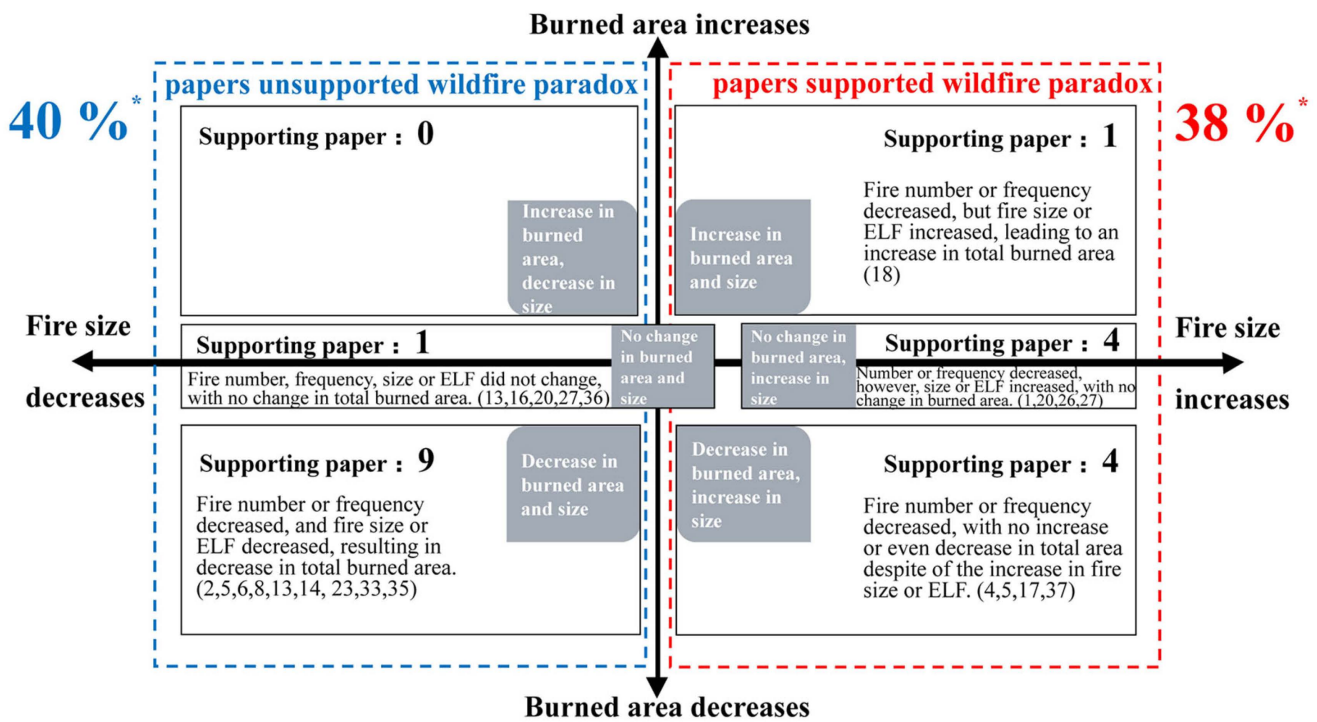 Burned area increases
papers unsupported wildfire paradox
papers supported wildfire paradox
40 %*
38 %*
Supporting paper : 0
Increase in
burned
area,
decrease in
size
Supporting paper : 1
Fire number or frequency
decreased, but fire size or
ELF increased, leading to an
increase in total burned area
(18)
Increase in
burned area
and size
Fire size
decreases
Supporting paper : 1
Fire number, frequency, size or ELF did not change,
with no change in total burned area. (13,16,20,27,36)
No change
in burned
area and
size
No change
in burned area,
increase in
size
Supporting paper : 4
Number or frequency decreased,
however, size or ELF increased, with no
change in burned area. (1,20,26,27)
Fire size
increases
Supporting paper : 9
Fire number or frequency
decreased, and fire size or
ELF decreased, resulting in
decrease in total burned area.
(2,5,6,8,13,14, 23,33,35)
Decrease in
burned area
and size
Decrease in
burned area,
increase in
size
Supporting paper : 4
Fire number or frequency
decreased, with no increase
or even decrease in total area
despite of the increase in fire
size or ELF. (4,5,17,37)
Burned area decreases